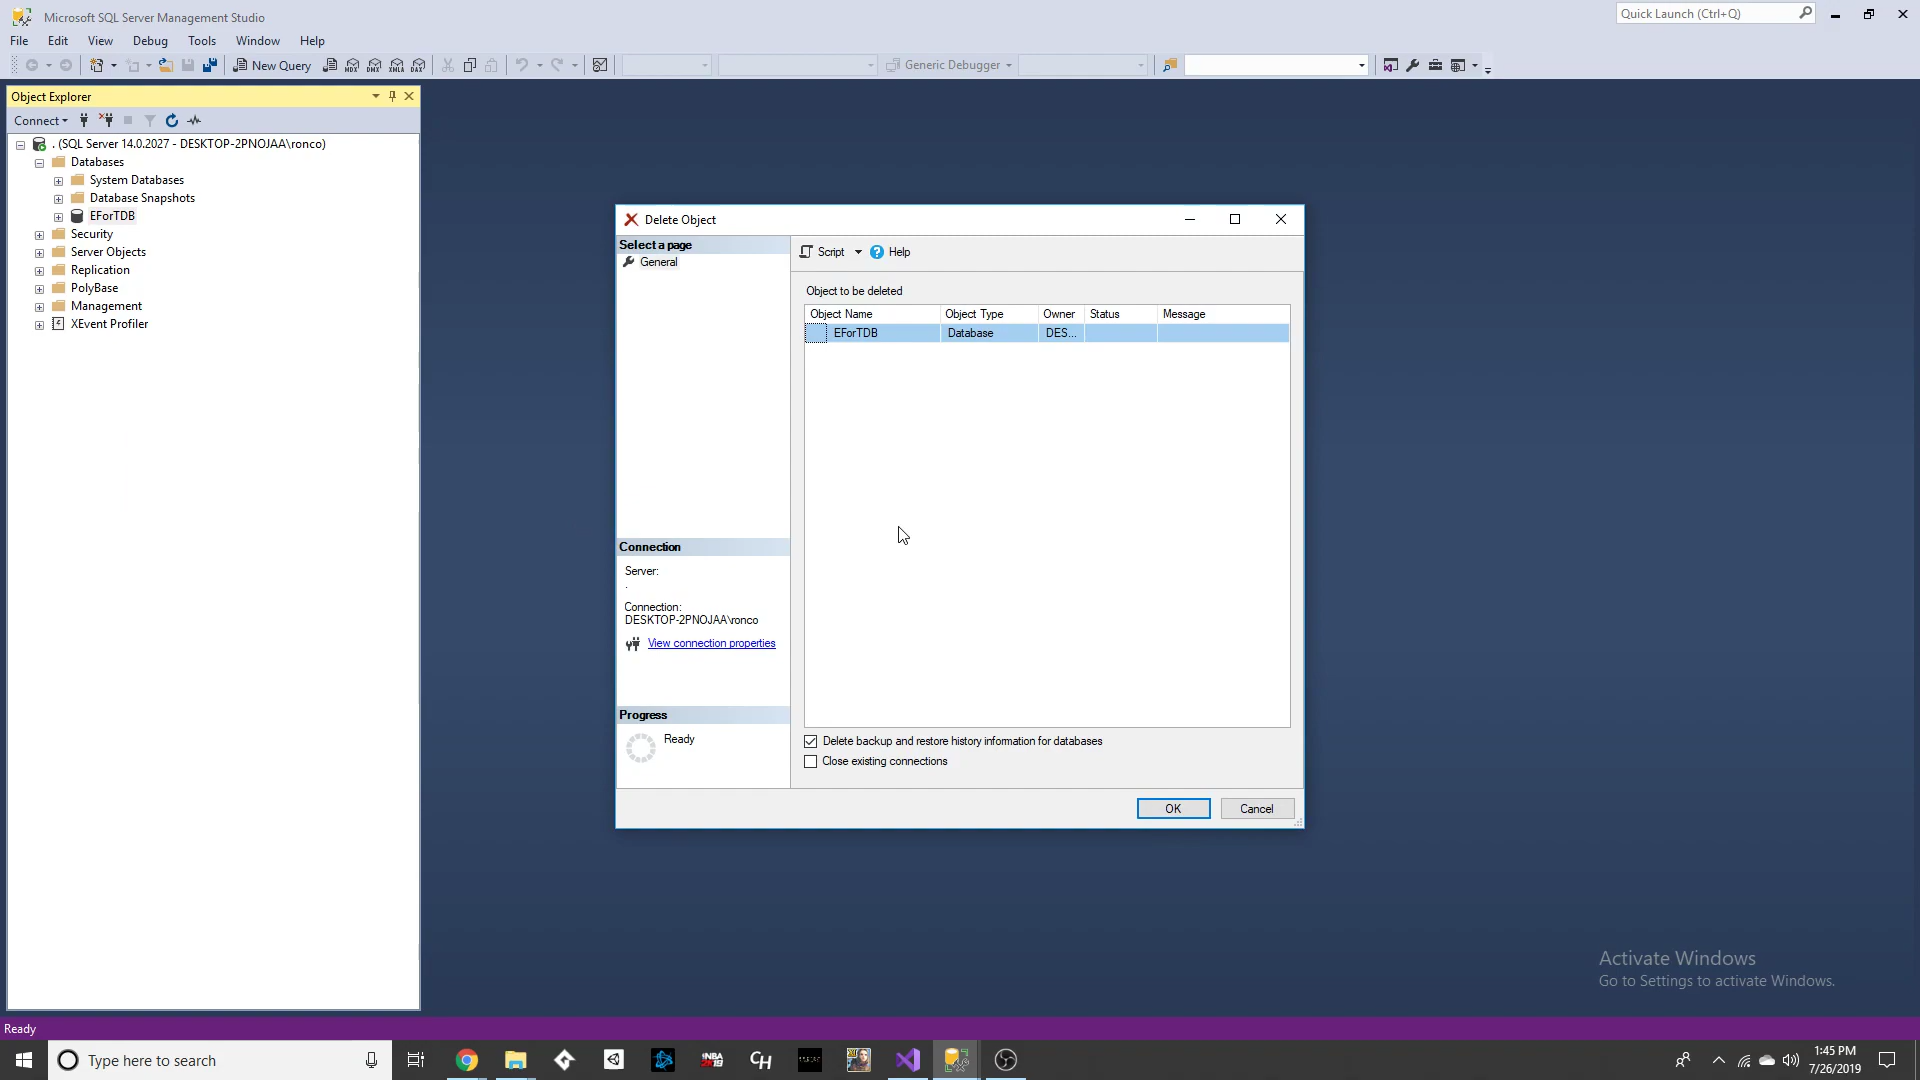 Microsoft SQL Server Management Studio
Quick Launch (Ctrl+Q)
File Edit View Debug Tools Window Help
New Query
MDX DMX XMLA DAX
Generic Debugger
Object Explorer
Connect
. (SQL Server 14.0.2027 - DESKTOP-2PNOJAA\ronco)
Databases
System Databases
Database Snapshots
EForTDB
Security
Server Objects
Replication
PolyBase
Management
XEvent Profiler
Delete Object
Select a page
General
Script Help
Object to be deleted
Object Name Object Type Owner Status Message
EForTDB Database DES...
Connection
Server:
.
Connection:
DESKTOP-2PNOJAA\ronco
View connection properties
Progress
Ready
Delete backup and restore history information for databases
Close existing connections
OK Cancel
Activate Windows
Go to Settings to activate Windows.
Ready
Type here to search
CH
1:45 PM
7/26/2019